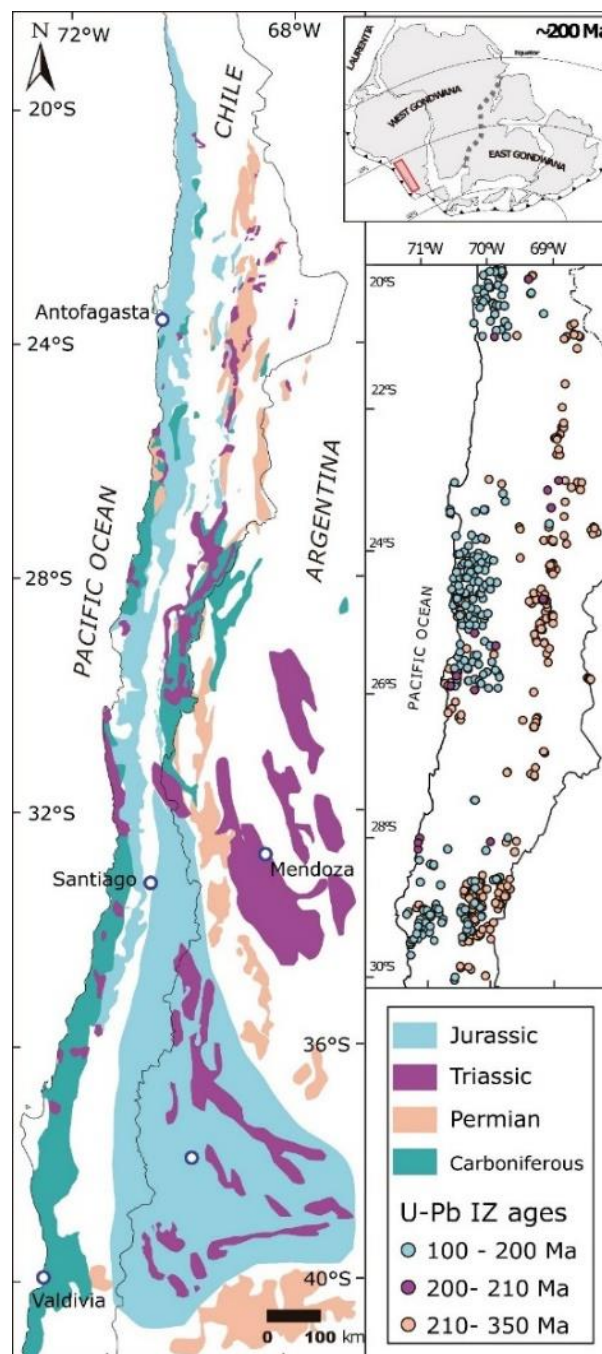 72°W
68°W
N
20°S
CHILE
Antofagasta
24°S
PACIFIC OCEAN
ARGENTINA
28°S
32°S
Santiago
Mendoza
36°S
40°S
Valdivia
0 100 km
~200 Ma
LAURENTIA
Equator
WEST GONDWANA
EAST GONDWANA
71°W 70°W 69°W
20°S
22°S
24°S
PACIFIC OCEAN
26°S
28°S
30°S
Jurassic
Triassic
Permian
Carboniferous
U-Pb IZ ages
100 - 200 Ma
200- 210 Ma
210- 350 Ma